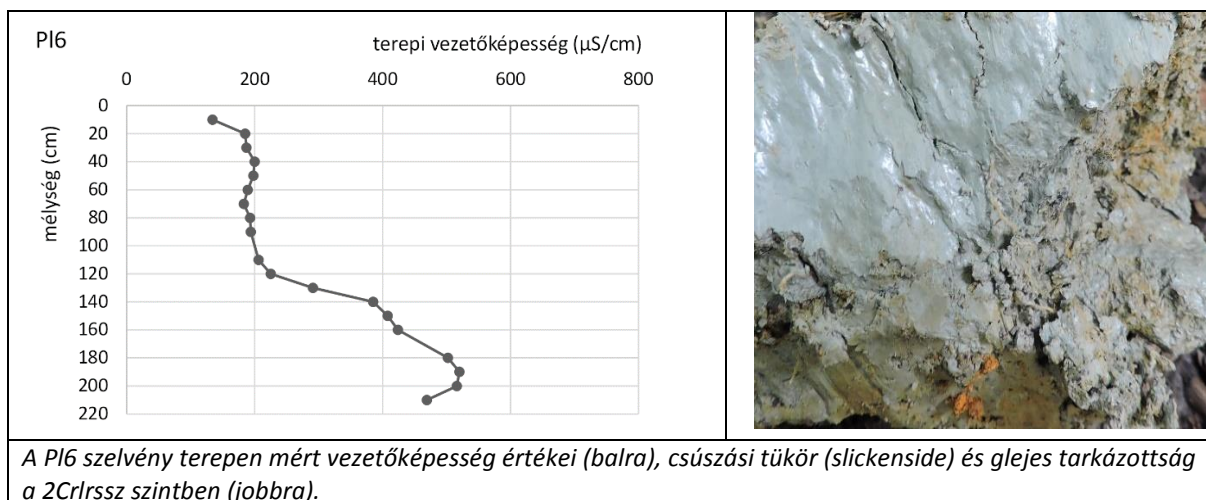 Pl6
terepi vezetőképesség (µS/cm)
0 200 400 600 800
mélység (cm)
0
20
40
60
80
100
120
140
160
180
200
220
A Pl6 szelvény terepen mért vezetőképesség értékei (balra), csúszási tükör (slickenside) és glejes tarkázottság
a 2Crlrssz szintben (jobbra).